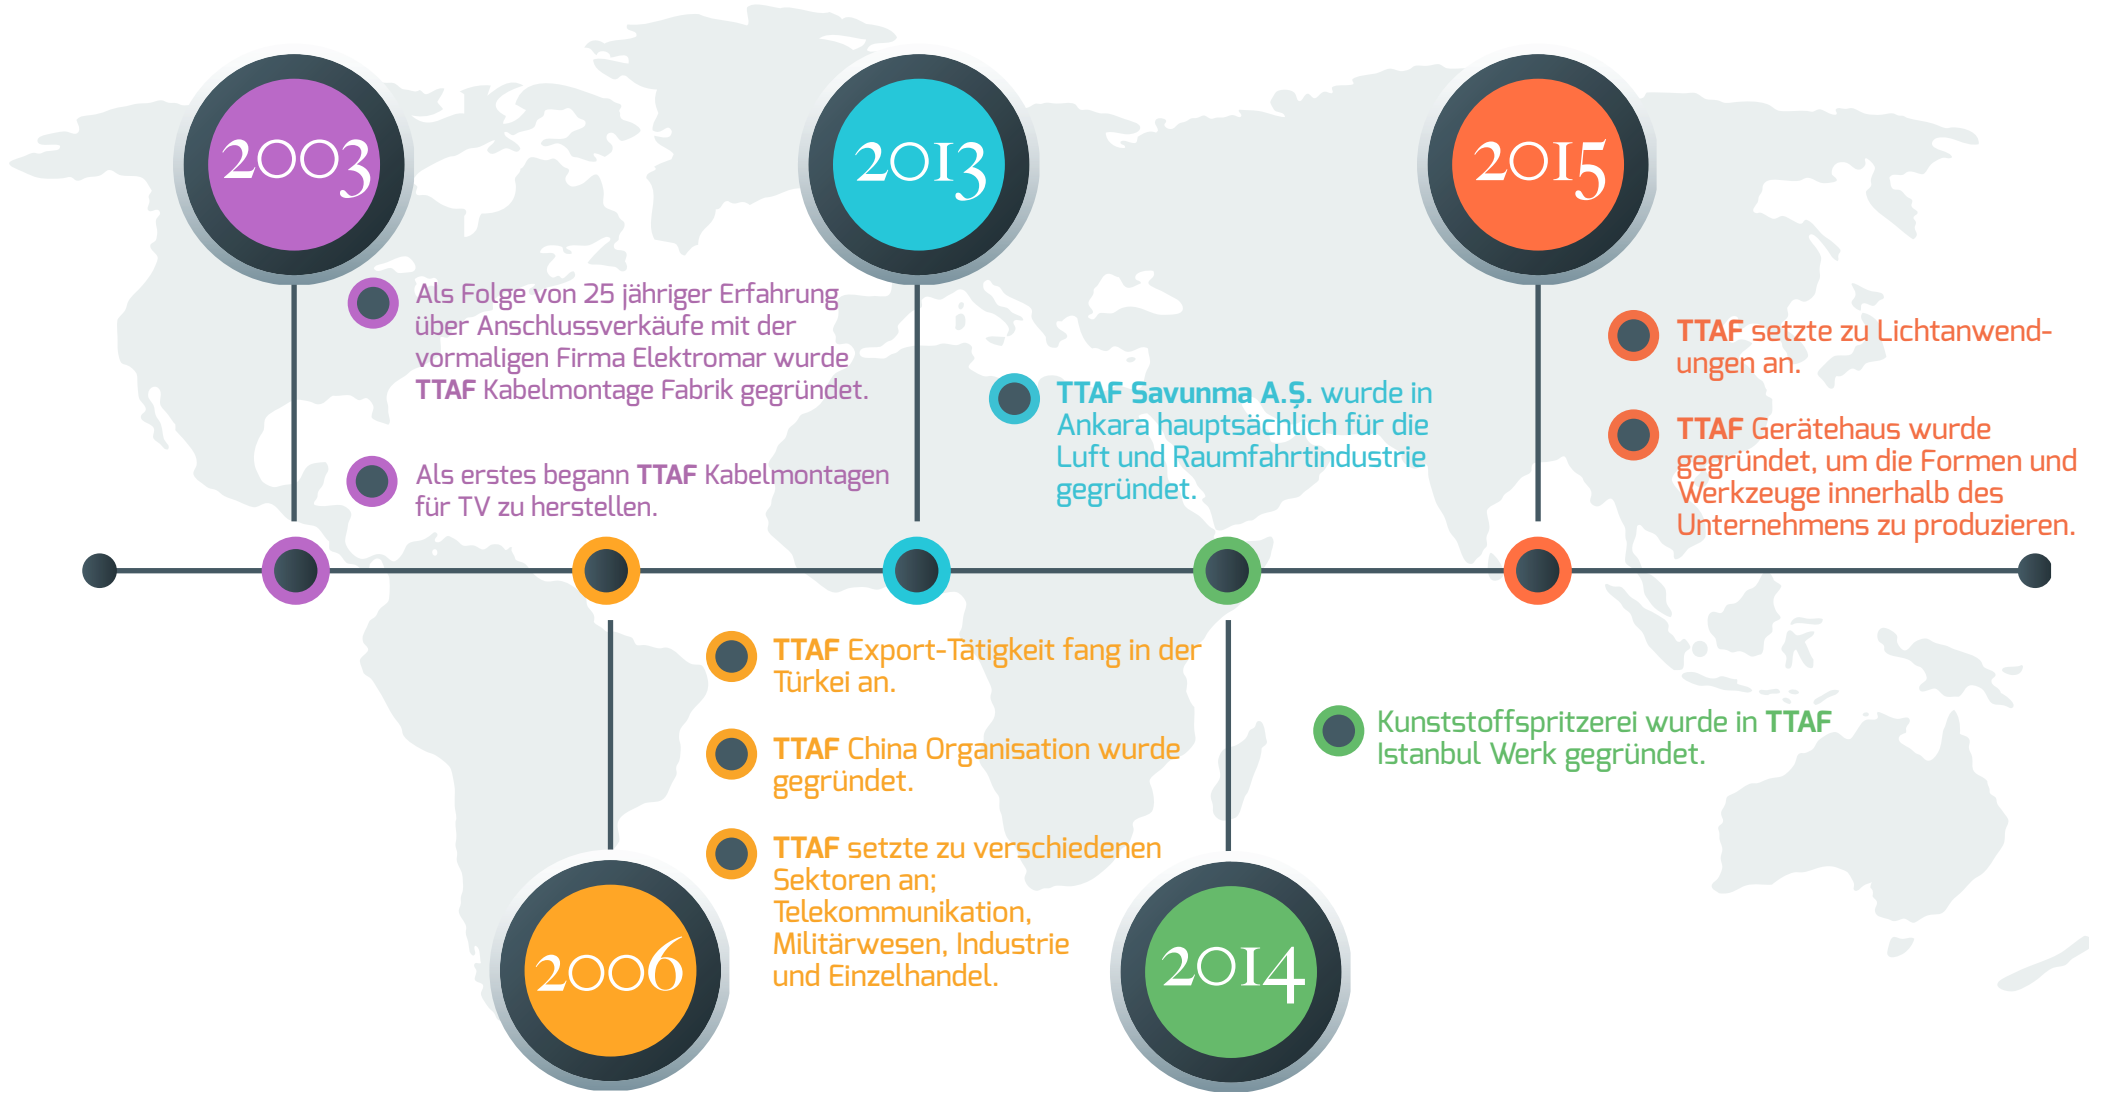 2003
Als Folge von 25 jähriger Erfahrung
über Anschlussverkäufe mit der
vormaligen Firma Elektromar wurde
TTAF Kabelmontage Fabrik gegründet.
Als erstes begann TTAF Kabelmontagen
für TV zu herstellen.
2006
TTAF Export-Tätigkeit fang in der
Türkei an.
TTAF China Organisation wurde
gegründet.
TTAF setzte zu verschiedenen
Sektoren an;
Telekommunikation,
Militärwesen, Industrie
und Einzelhandel.
2013
TTAF Savunma A.Ş. wurde in
Ankara hauptsächlich für die
Luft und Raumfahrtindustrie
gegründet.
2014
Kunststoffspritzerei wurde in TTAF
Istanbul Werk gegründet.
2015
TTAF setzte zu Lichtanwend-
ungen an.
TTAF Gerätehaus wurde
gegründet, um die Formen und
Werkzeuge innerhalb des
Unternehmens zu produzieren.